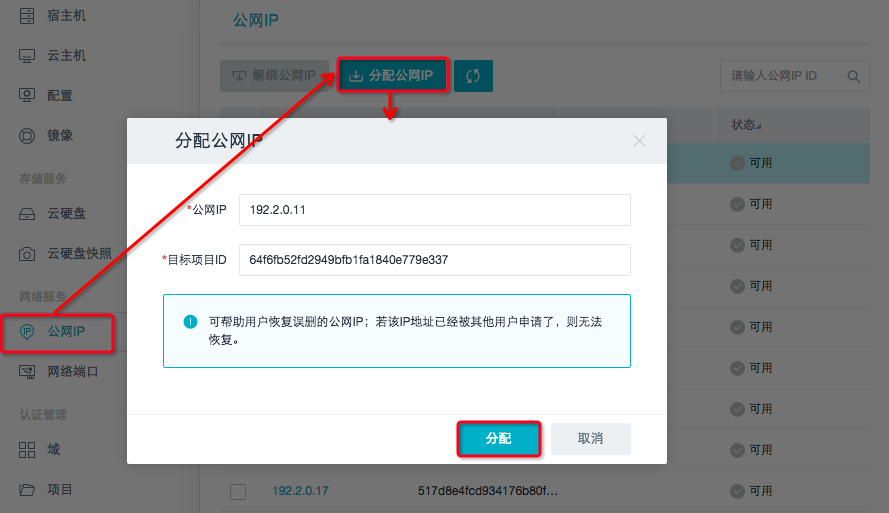 宿主机
云主机
配置
镜像
存储服务
云硬盘
云硬盘快照
网络服务
IP 公网IP
网络端口
认证管理
域
项目
公网IP
解绑公网IP
分配公网IP
请输入公网IP ID
状态
可用
可用
可用
可用
可用
可用
可用
可用
192.2.0.17 517d8e4fcd934176b80f... 可用
分配公网IP
*公网IP 192.2.0.11
*目标项目ID 64f6fb52fd2949bfb1fa1840e779e337
可帮助用户恢复误删的公网IP；若该IP地址已经被其他用户申请了，则无法
恢复。
分配 取消